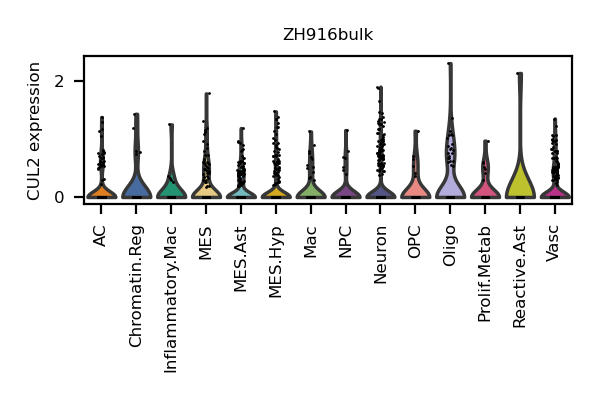 ZH916bulk
CUL2 expression
2
0
AC
Chromatin.Reg
Inflammatory.Mac
MES
MES.Ast
MES.Hyp
Mac
NPC
Neuron
OPC
Oligo
Prolif.Metab
Reactive.Ast
Vasc